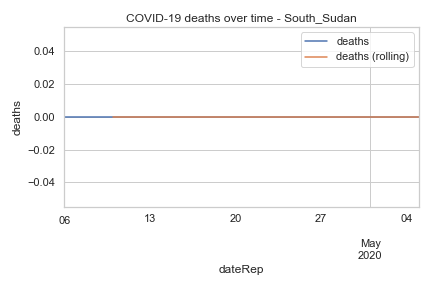 COVID-19 deaths over time - South_Sudan
deaths
deaths (rolling)
0.04
0.02
0.00
−0.02
−0.04
deaths
06
13
20
27
04
May
2020
dateRep